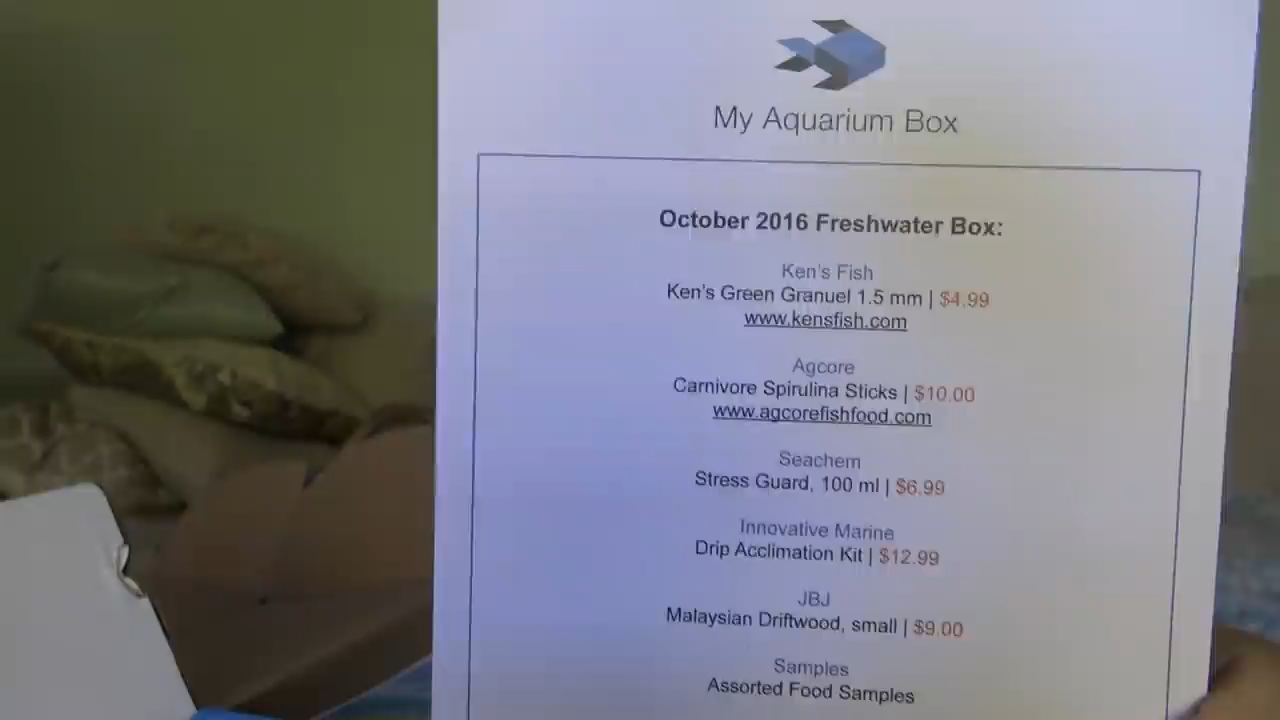 My Aquarium Box
October 2016 Freshwater Box:
Ken's Fish
Ken's Green Granuel 1.5 mm | $4.99
www.kensfish.com
Agcore
Carnivore Spirulina Sticks | $10.00
www.agcorefishfood.com
Seachem
Stress Guard, 100 ml | $6.99
Innovative Marine
Drip Acclimation Kit | $12.99
JBJ
Malaysian Driftwood, small | $9.00
Samples
Assorted Food Samples